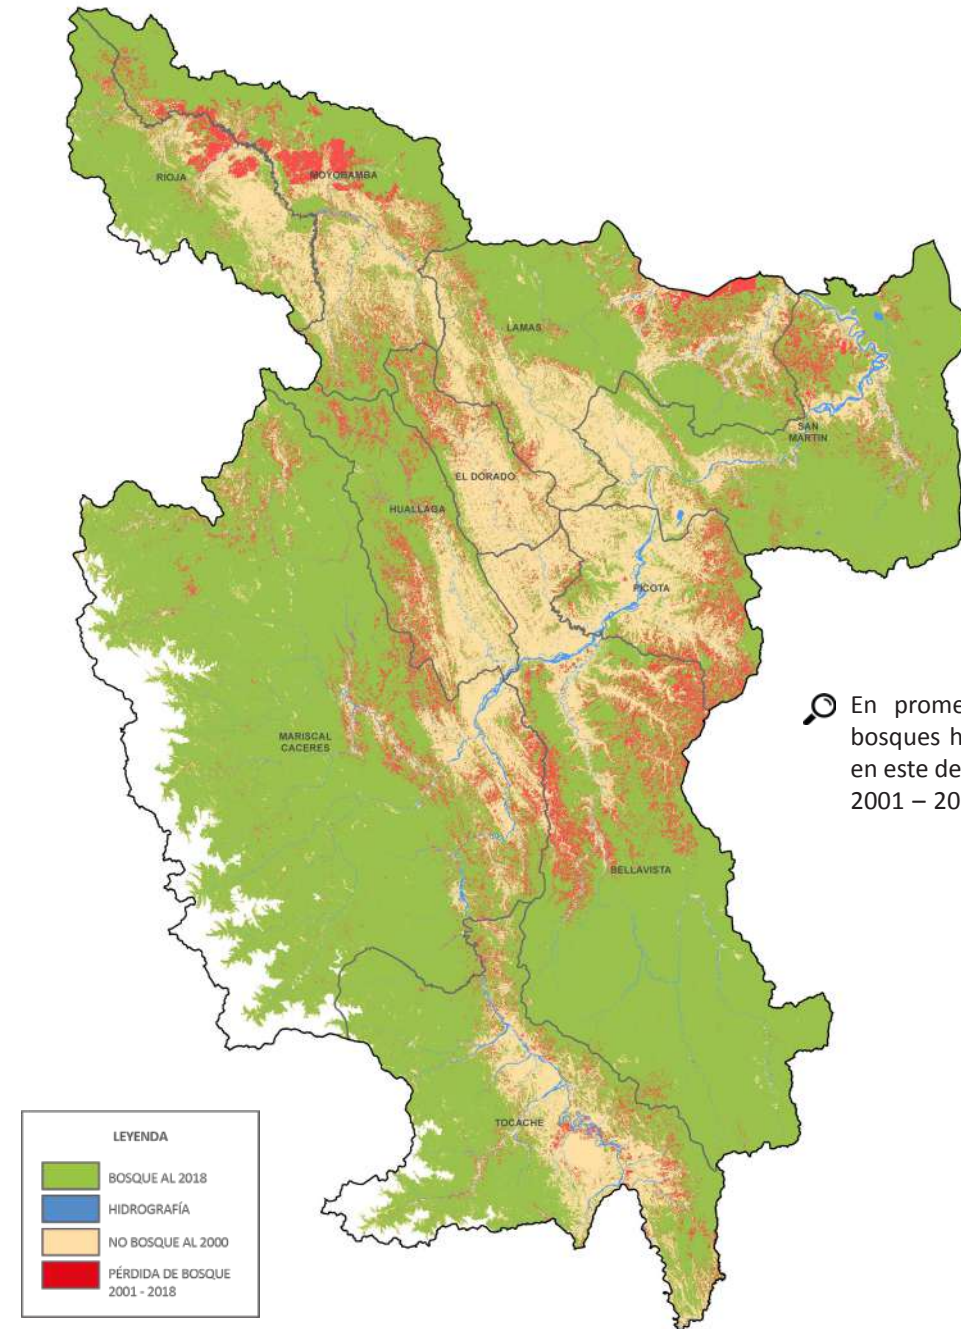 RIOJA
MOYOBAMBA
LAMAS
SAN
MARTIN
EL DORADO
HUALLAGA
PICOTA
En prome
bosques h
en este de
2001 – 20
MARISCAL
CACERES
BELLAVISTA
TOCACHE
LEYENDA
BOSQUE AL 2018
HIDROGRAFÍA
NO BOSQUE AL 2000
PÉRDIDA DE BOSQUE
2001 - 2018